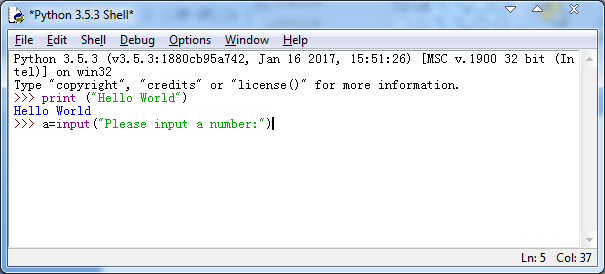 *Python 3.5.3 Shell*
File Edit Shell Debug Options Window Help
Python 3.5.3 (v3.5.3:1880cb95a742, Jan 16 2017, 15:51:26) [MSC v.1900 32 bit (In
tel)] on win32
Type "copyright", "credits" or "license()" for more information.
>>> print ("Hello World")
Hello World
>>> a=input("Please input a number:")
Ln: 5 Col: 37